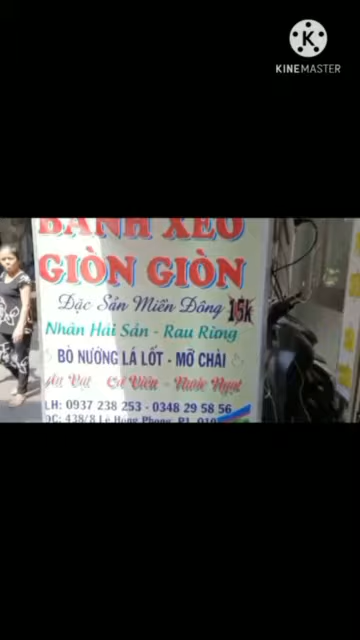 KINEMASTER
BÁNH XÈO
GIÒN GIÒN
Đặc Sản Miền Đông 15k
Nhân Hải Sản - Rau Rừng
BÒ NƯỚNG LÁ LỐT - MỠ CHÀI
Ăn Vặt Cá Viên - Nước Ngọt
LH: 0937 238 253 - 0348 29 58 56
ĐC: 438/8 Lê Hồng Phong, P1, Q10